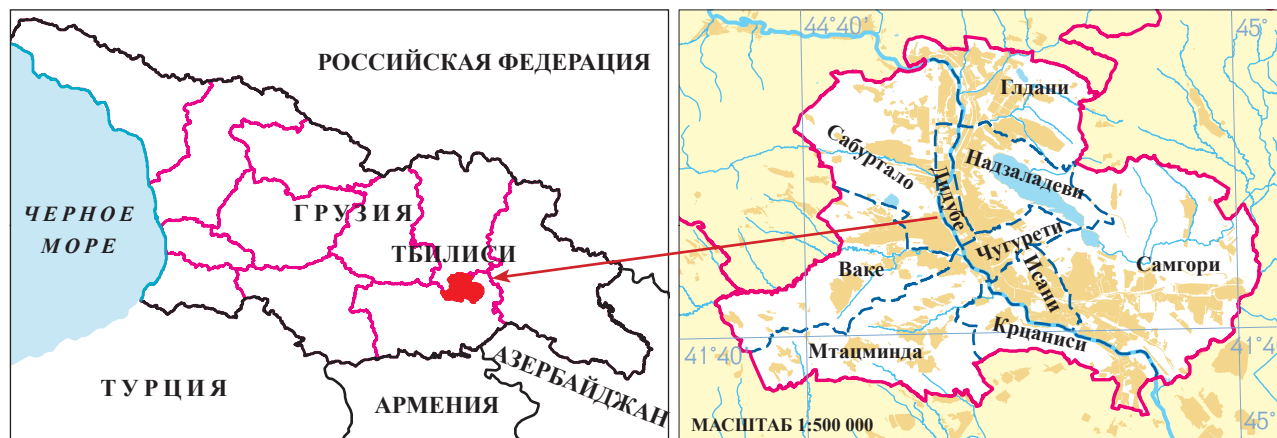 РОССИЙСКАЯ ФЕДЕРАЦИЯ
ЧЕРНОЕ
МОРЕ
ГРУЗИЯ
ТБИЛИСИ
ТУРЦИЯ
АРМЕНИЯ
АЗЕРБАЙДЖАН
44°40'
45°
Глдани
Сабуртало
Надзаладеви
Дидубе
Чугурети
Исани
Ваке
Самгори
Крцаниси
Мтацминда
41°40'
41°40'
МАСШТАБ 1:500 000
45°